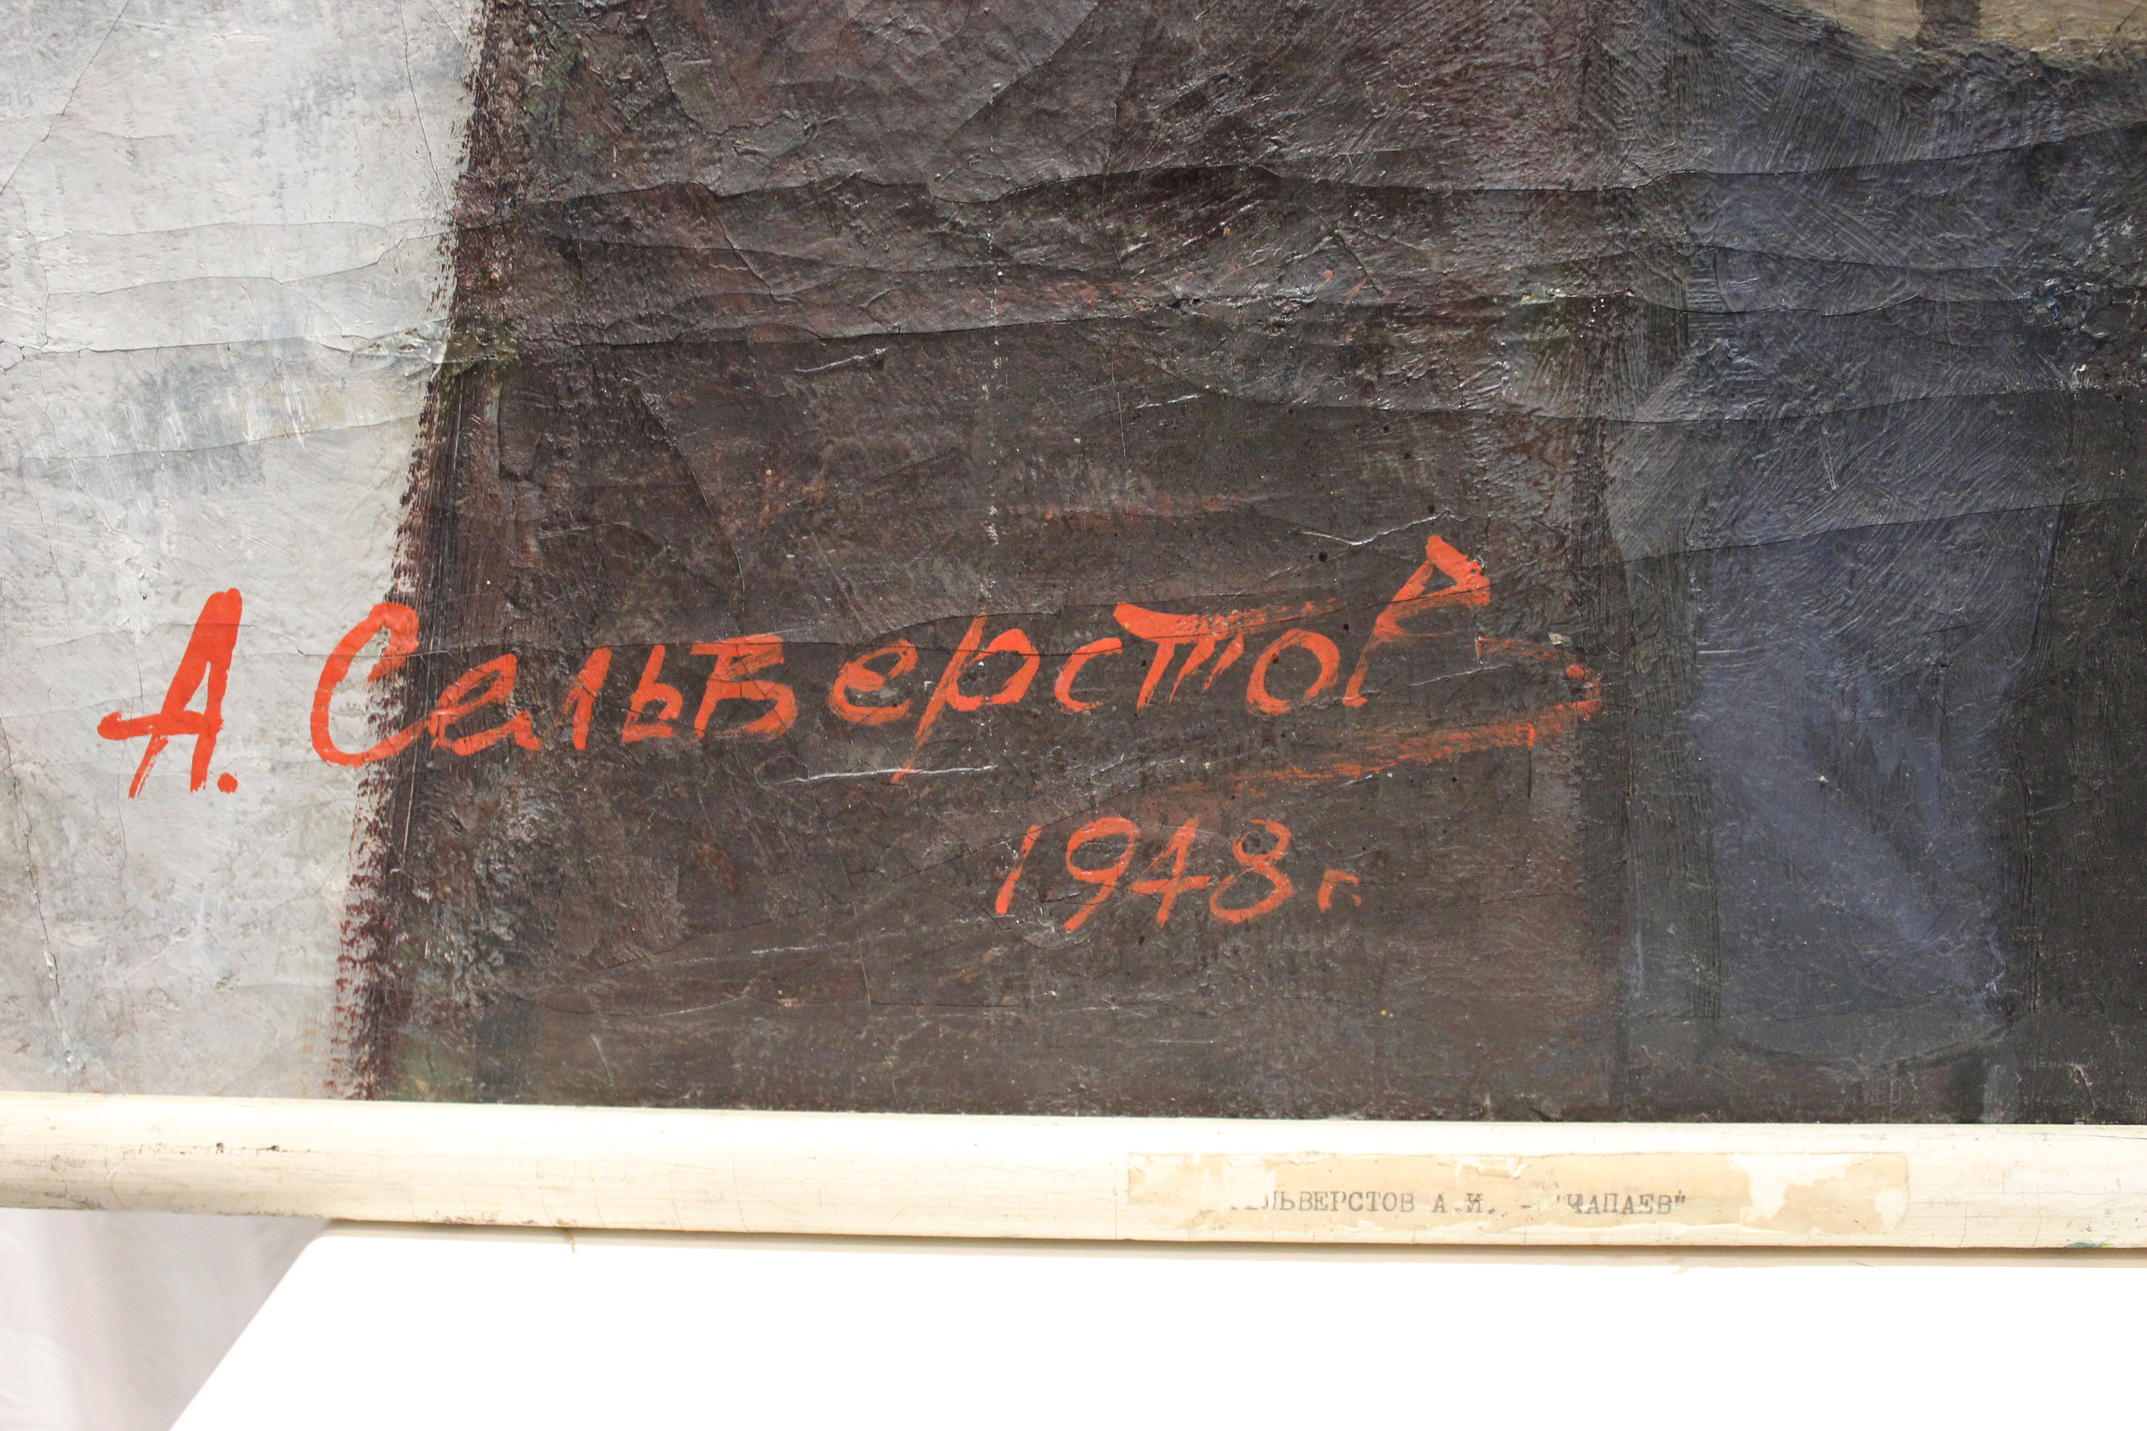 А. Сельверстов
1948 г
ЛЬВЕРСТОВ А.И. - "ЧАПАЕВ"